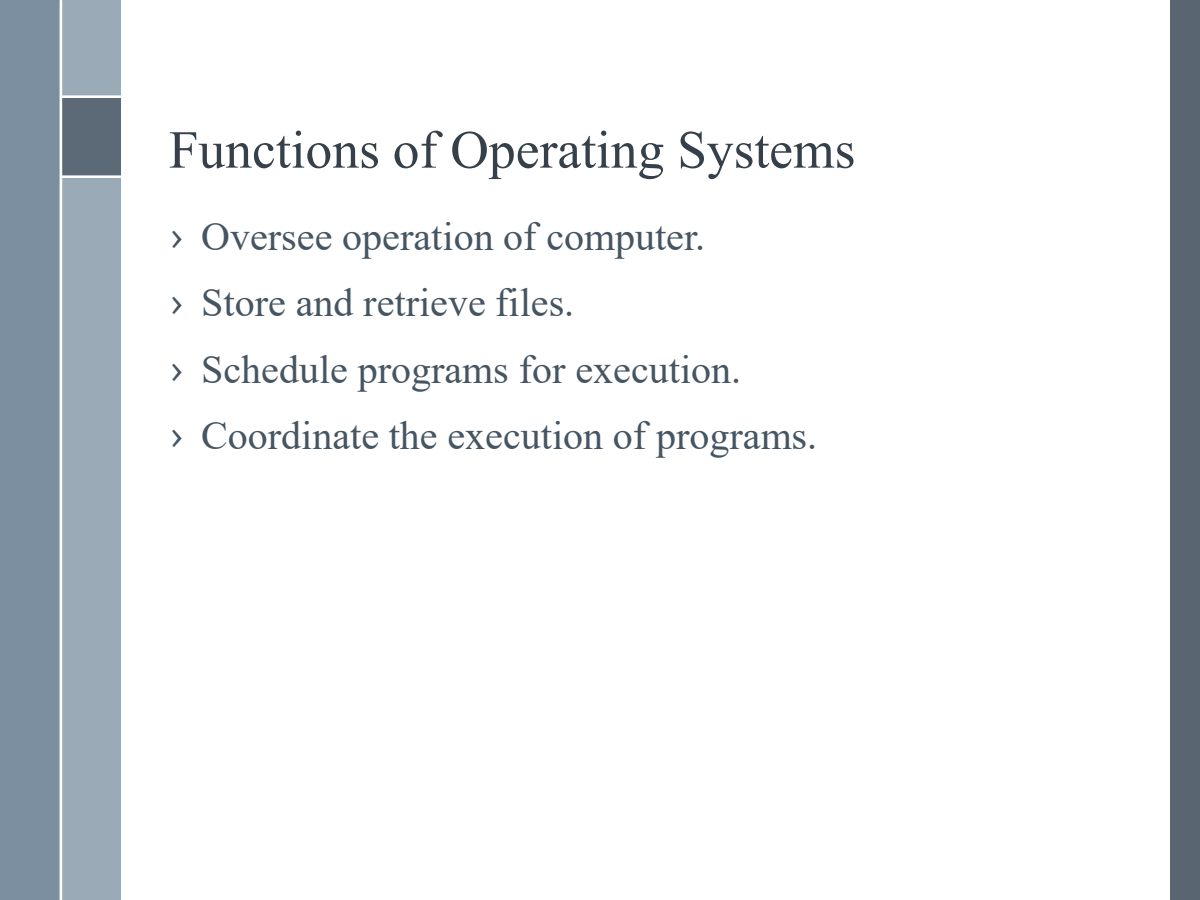 Functions of Operating Systems
› Oversee operation of computer.
› Store and retrieve files.
› Schedule programs for execution.
› Coordinate the execution of programs.